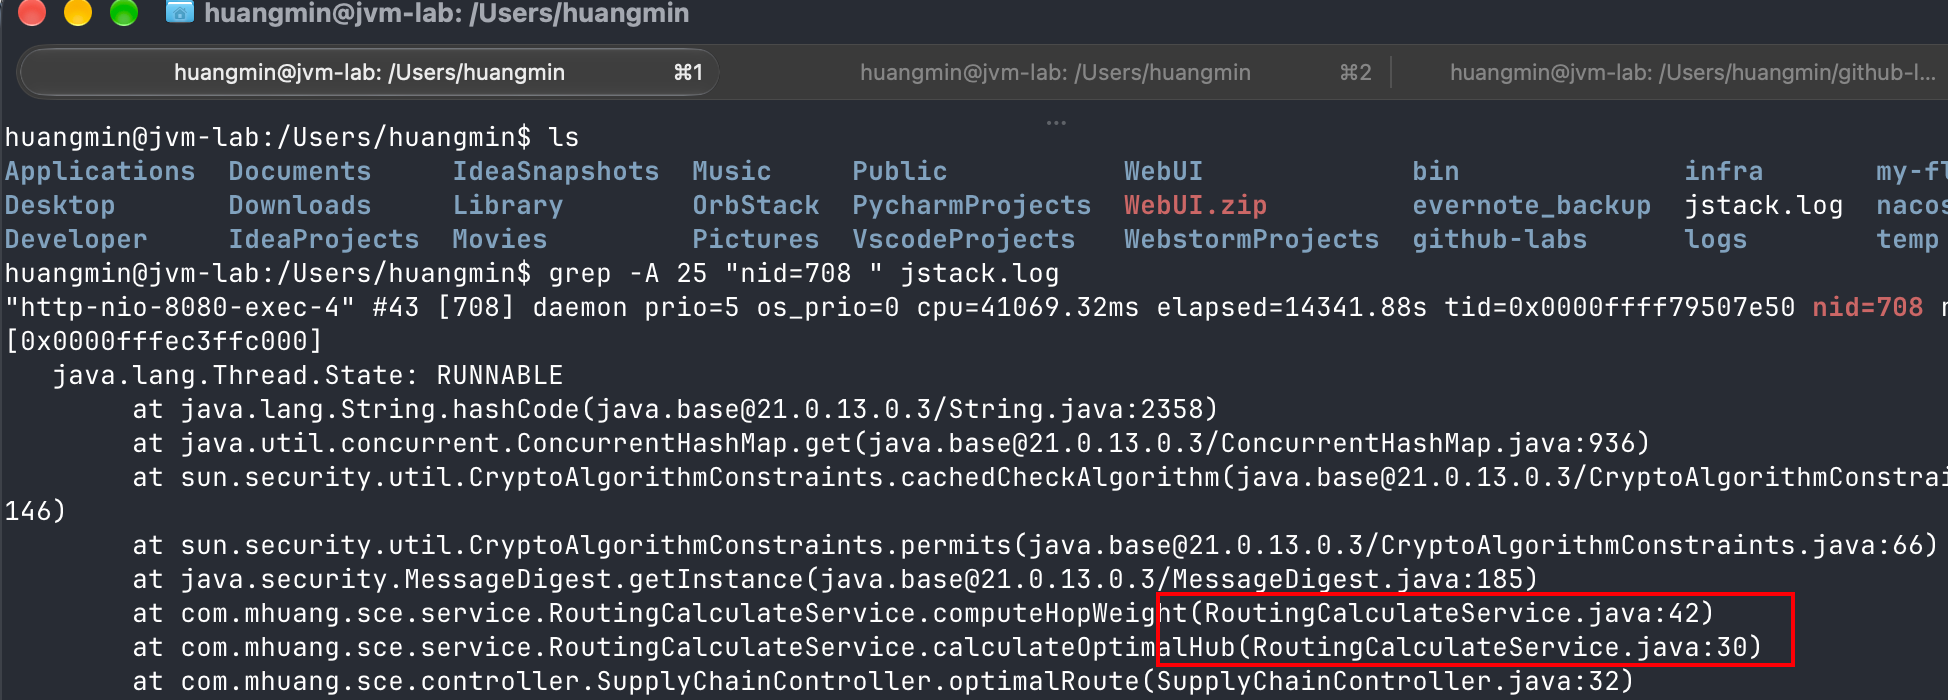 huangmin@jvm-lab: /Users/huangmin
huangmin@jvm-lab: /Users/huangmin ⌘1 huangmin@jvm-lab: /Users/huangmin ⌘2 huangmin@jvm-lab: /Users/huangmin/github-l...
...
huangmin@jvm-lab:/Users/huangmin$ ls
Applications Documents IdeaSnapshots Music Public WebUI bin infra my-fl
Desktop Downloads Library OrbStack PycharmProjects WebUI.zip evernote_backup jstack.log nacos
Developer IdeaProjects Movies Pictures VscodeProjects WebstormProjects github-labs logs temp
huangmin@jvm-lab:/Users/huangmin$ grep -A 25 "nid=708 " jstack.log
"http-nio-8080-exec-4" #43 [708] daemon prio=5 os_prio=0 cpu=41069.32ms elapsed=14341.88s tid=0x0000ffff79507e50 nid=708
[0x0000fffec3ffc000]
java.lang.Thread.State: RUNNABLE
at java.lang.String.hashCode(java.base@21.0.13.0.3/String.java:2358)
at java.util.concurrent.ConcurrentHashMap.get(java.base@21.0.13.0.3/ConcurrentHashMap.java:936)
at sun.security.util.CryptoAlgorithmConstraints.cachedCheckAlgorithm(java.base@21.0.13.0.3/CryptoAlgorithmConstrai
146)
at sun.security.util.CryptoAlgorithmConstraints.permits(java.base@21.0.13.0.3/CryptoAlgorithmConstraints.java:66)
at java.security.MessageDigest.getInstance(java.base@21.0.13.0.3/MessageDigest.java:185)
at com.mhuang.sce.service.RoutingCalculateService.computeHopWeight(RoutingCalculateService.java:42)
at com.mhuang.sce.service.RoutingCalculateService.calculateOptimalHub(RoutingCalculateService.java:30)
at com.mhuang.sce.controller.SupplyChainController.optimalRoute(SupplyChainController.java:32)